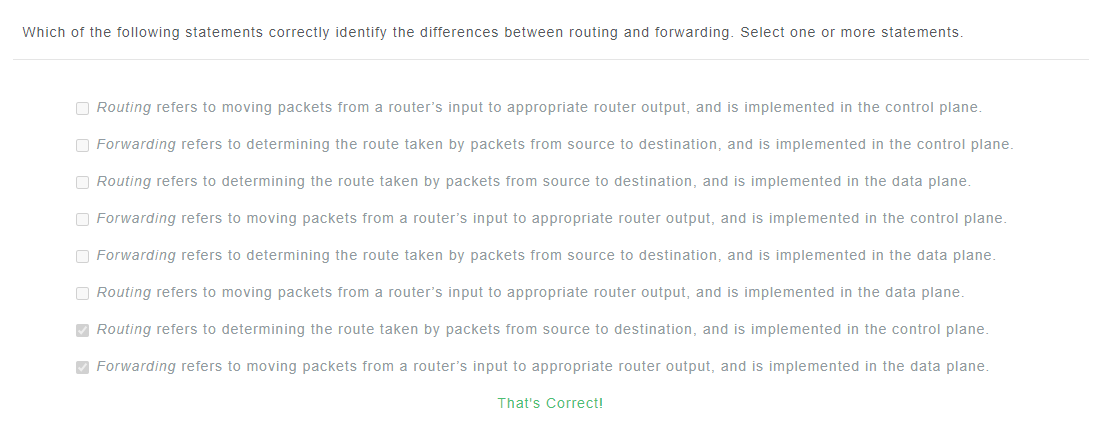 Which of the following statements correctly identify the differences between routing and forwarding. Select one or more statements.
Routing refers to moving packets from a router's input to appropriate router output, and is implemented in the control plane.
Forwarding refers to determining the route taken by packets from source to destination, and is implemented in the control plane.
Routing refers to determining the route taken by packets from source to destination, and is implemented in the data plane.
Forwarding refers to moving packets from a router's input to appropriate router output, and is implemented in the control plane.
Forwarding refers to determining the route taken by packets from source to destination, and is implemented in the data plane.
Routing refers to moving packets from a router's input to appropriate router output, and is implemented in the data plane.
Routing refers to determining the route taken by packets from source to destination, and is implemented in the control plane.
Forwarding refers to moving packets from a router's input to appropriate router output, and is implemented in the data plane.
That's Correct!